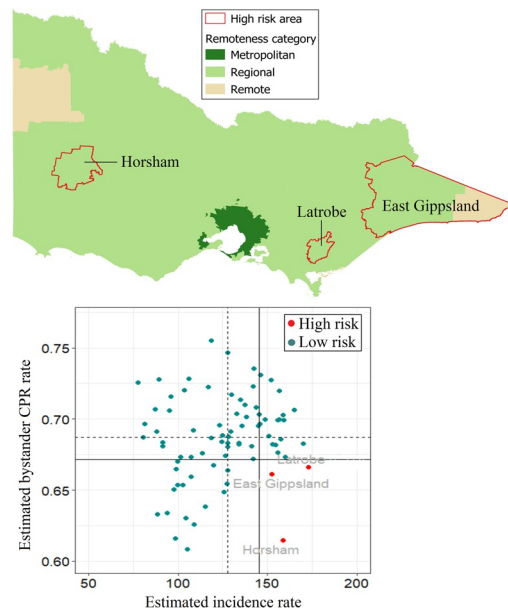 High risk area
Remoteness category
Metropolitan
Regional
Remote
Horsham
Latrobe
East Gippsland
High risk
Low risk
0.75
0.70
0.65
0.60
Estimated bystander CPR rate
Latrobe
East Gippsland
Horsham
50
100
150
200
Estimated incidence rate